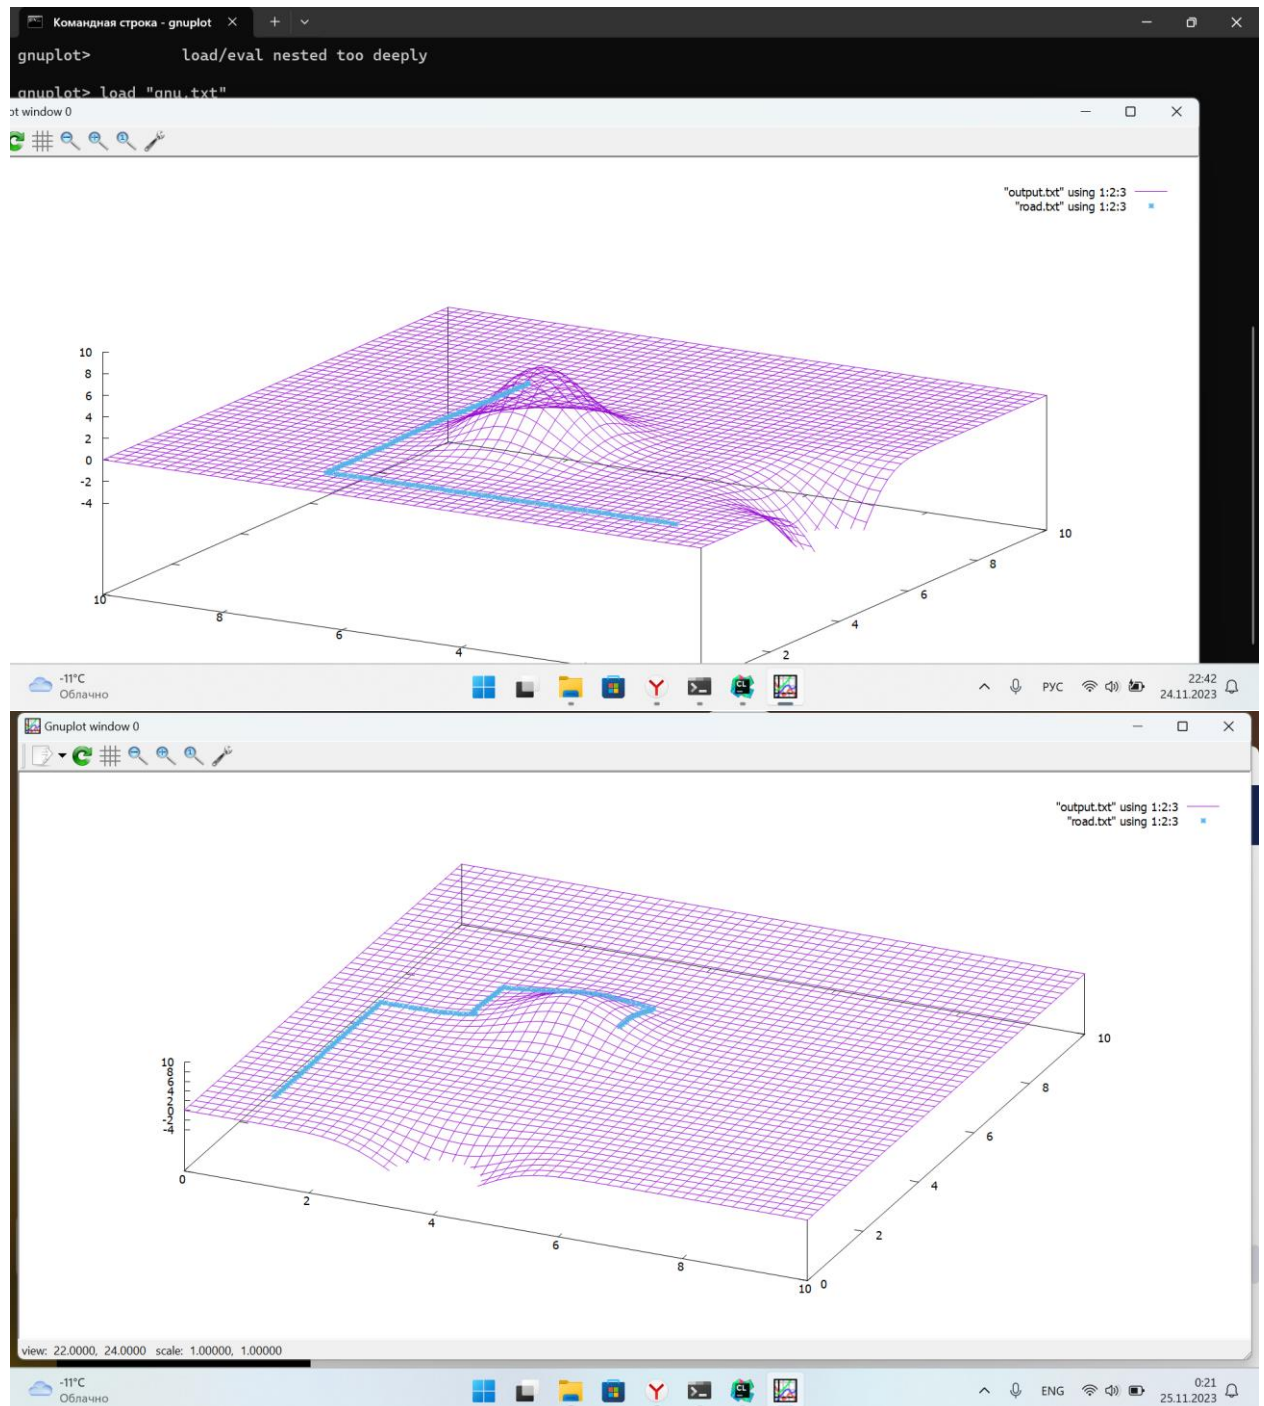 Командная строка - gnuplot
gnuplot> load/eval nested too deeply
gnuplot> load "gnu.txt"
ot window 0
"output.txt" using 1:2:3
"road.txt" using 1:2:3
10
8
6
4
2
0
-2
-4
10
8
6
4
2
4
6
8
10
-11°C
Облачно
РУС
22:42
24.11.2023
Gnuplot window 0
"output.txt" using 1:2:3
"road.txt" using 1:2:3
10
8
6
4
2
0
-2
-4
0
2
4
6
8
10
0
2
4
6
8
10
view: 22.0000, 24.0000 scale: 1.00000, 1.00000
-11°C
Облачно
ENG
0:21
25.11.2023